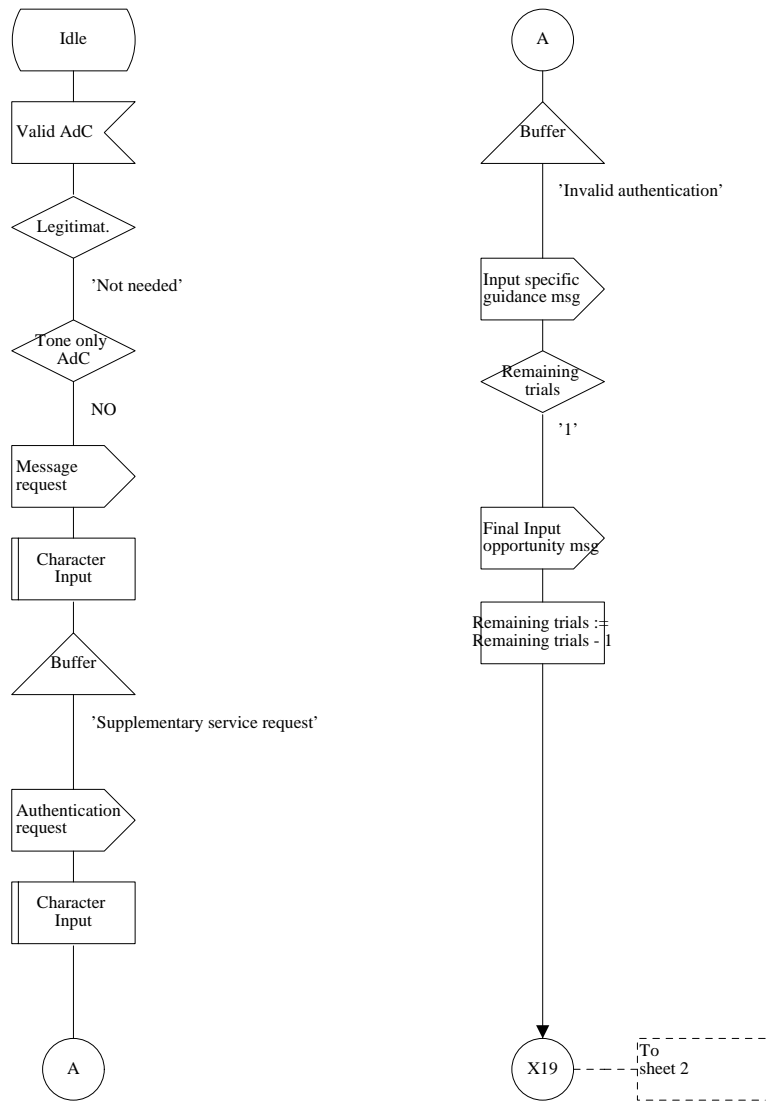 Idle
Valid AdC
Legitimat.
’Not needed’
Tone only
AdC
NO
Message
request
Character
Input
Buffer
’Supplementary service request’
Authentication
request
Character
Input
A
A
Buffer
’Invalid authentication’
Input specific
guidance msg
Remaining
trials
’1’
Final Input
opportunity msg
Remaining trials :=
Remaining trials - 1
X19
To
sheet 2